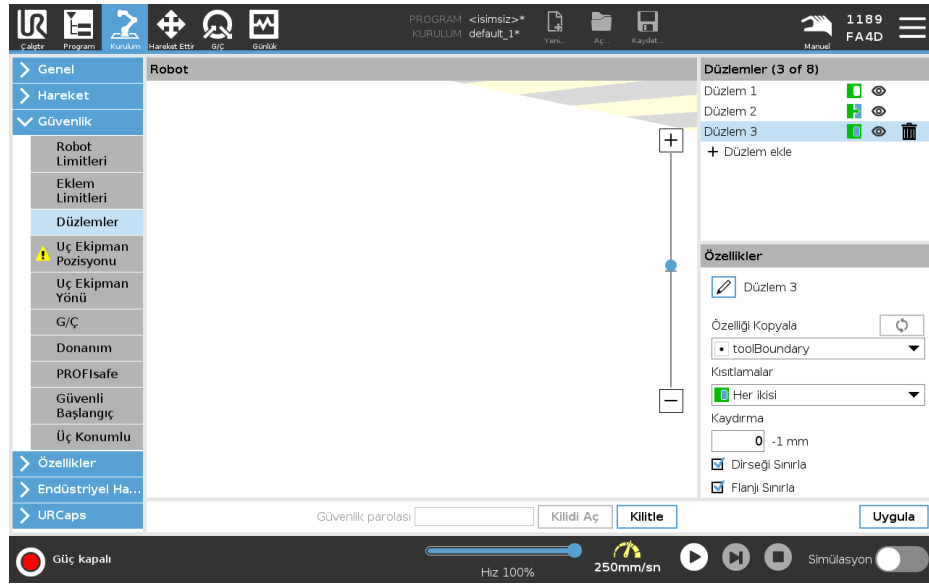 PROGRAM <isimsiz>*
KURULUM default_1*
Çalıştır
Program
Kurulum
Hareket Ettir
G/Ç
Günlük
Yeni...
Aç...
Kaydet...
Manuel
1189
FA4D
Genel
Hareket
Güvenlik
Robot
Limitleri
Eklem
Limitleri
Düzlemler
Uç Ekipman
Pozisyonu
Uç Ekipman
Yönü
G/Ç
Donanım
PROFIsafe
Güvenli
Başlangıç
Üç Konumlu
Özellikler
Endüstriyel Ha...
URCaps
Robot
Düzlemler (3 of 8)
Düzlem 1
Düzlem 2
Düzlem 3
+ Düzlem ekle
Özellikler
Düzlem 3
Özelliği Kopyala
toolBoundary
Kısıtlamalar
Her ikisi
Kaydırma
0 -1 mm
Dirseği Sınırla
Flanjı Sınırla
Güvenlik parolası
Kilidi Aç
Kilitle
Uygula
Güç kapalı
Hız 100%
250mm/sn
Simülasyon